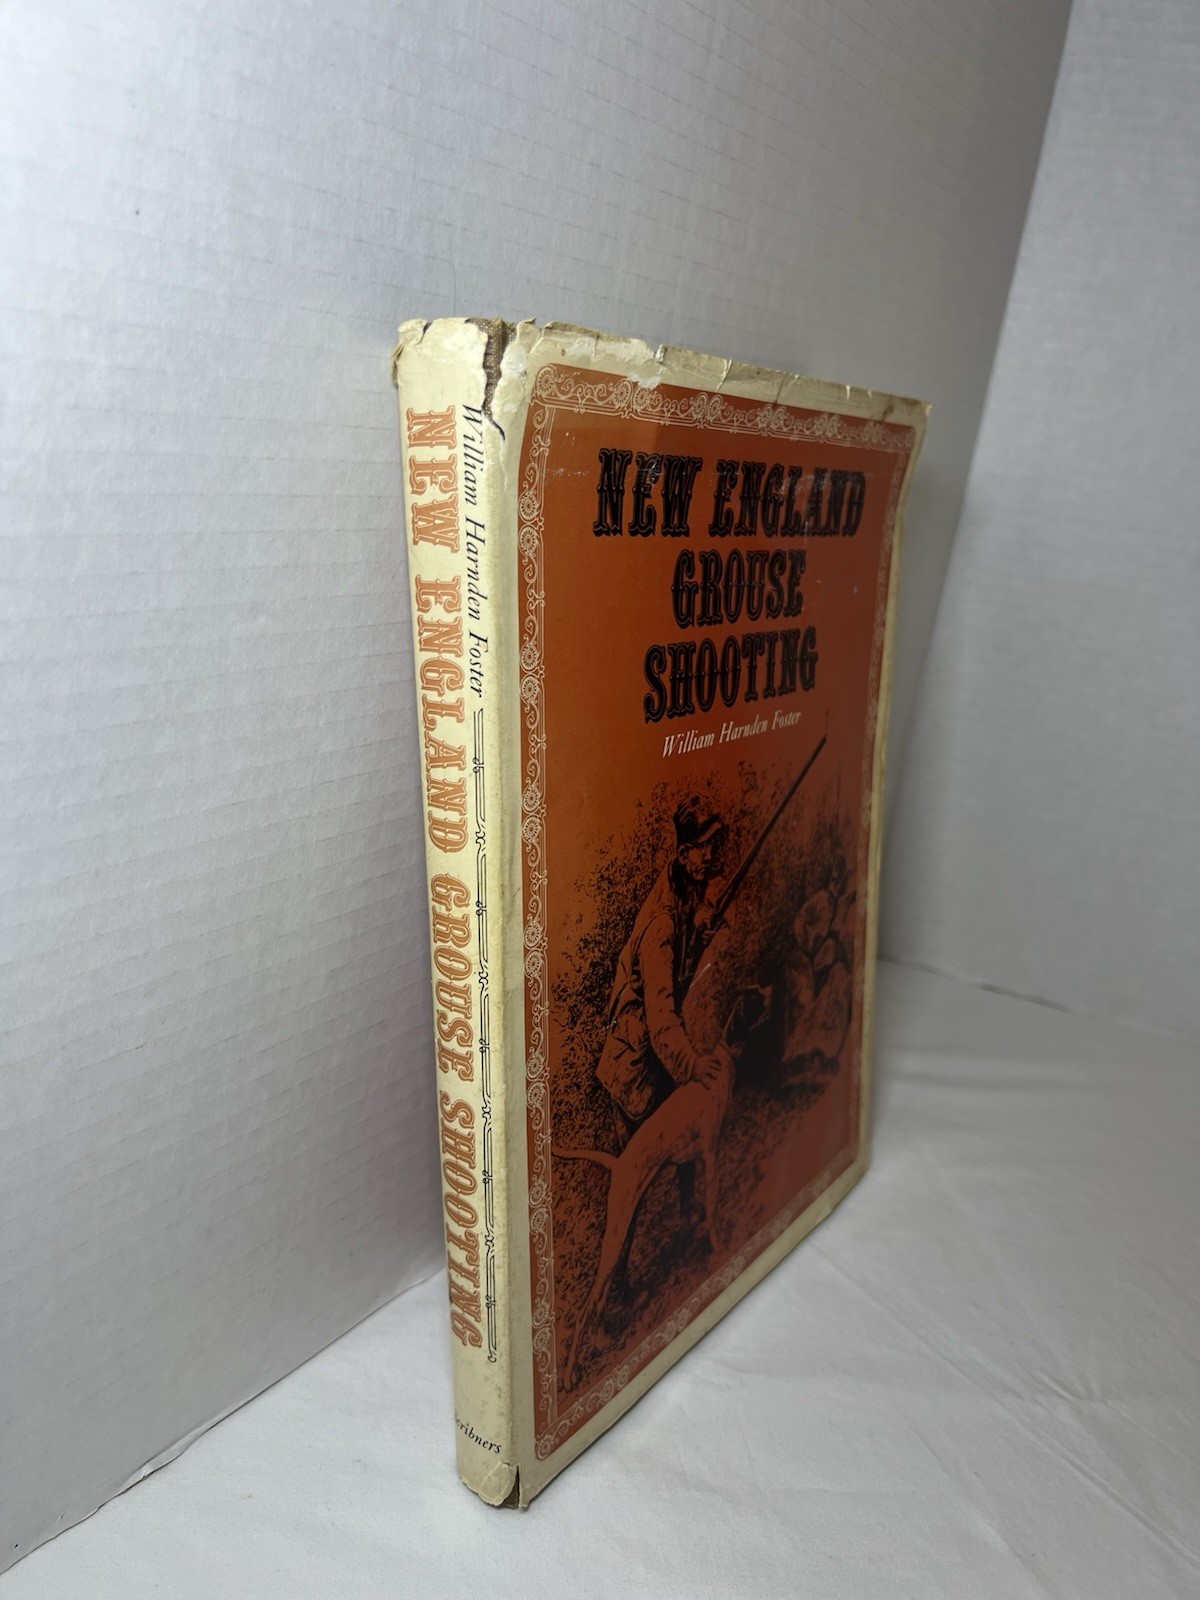 William Harnden Foster
NEW ENGLAND GROUSE SHOOTING
cribners
NEW ENGLAND
GROUSE
SHOOTING
William Harnden Foster